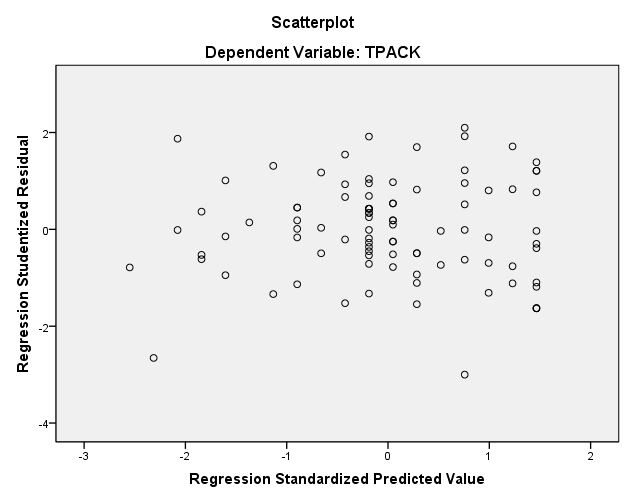 Scatterplot
Dependent Variable: TPACK
Regression Studentized Residual
2
0
-2
-4
-3
-2
-1
0
1
2
Regression Standardized Predicted Value